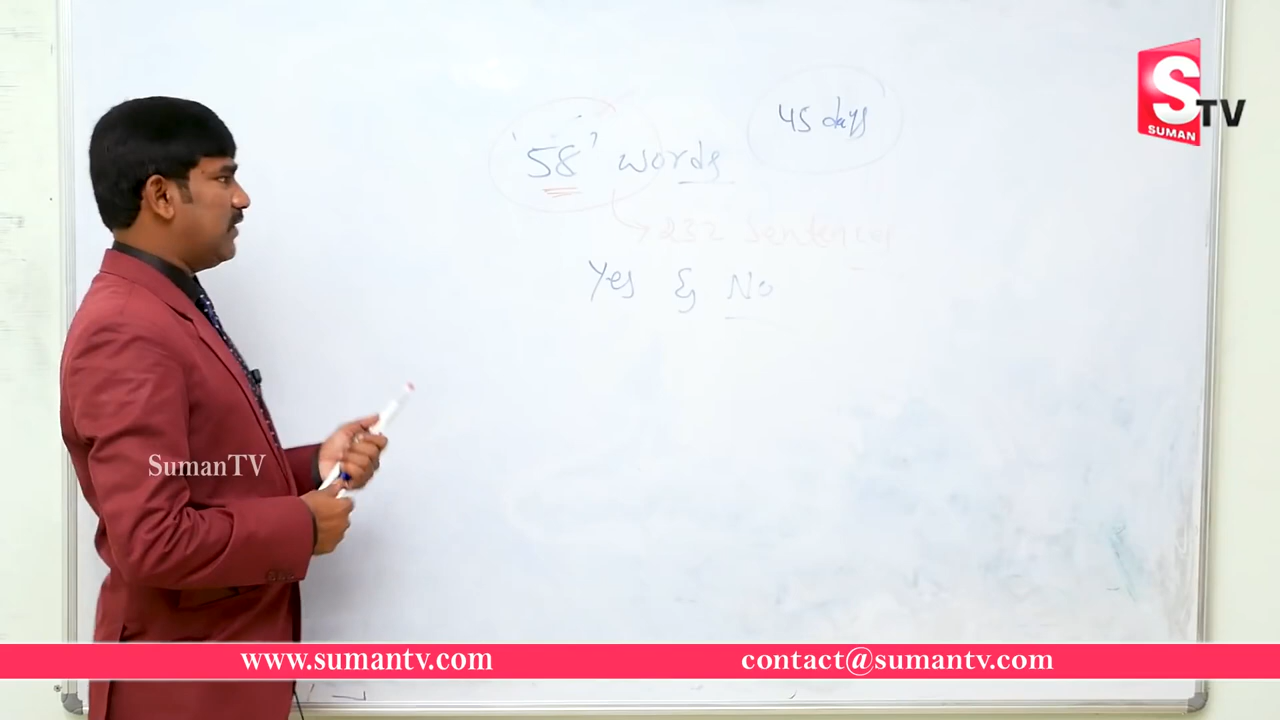 45 days
'58' words
232 sentences
Yes & No
S TV
SUMAN
SumanTV
www.sumantv.com
contact@sumantv.com